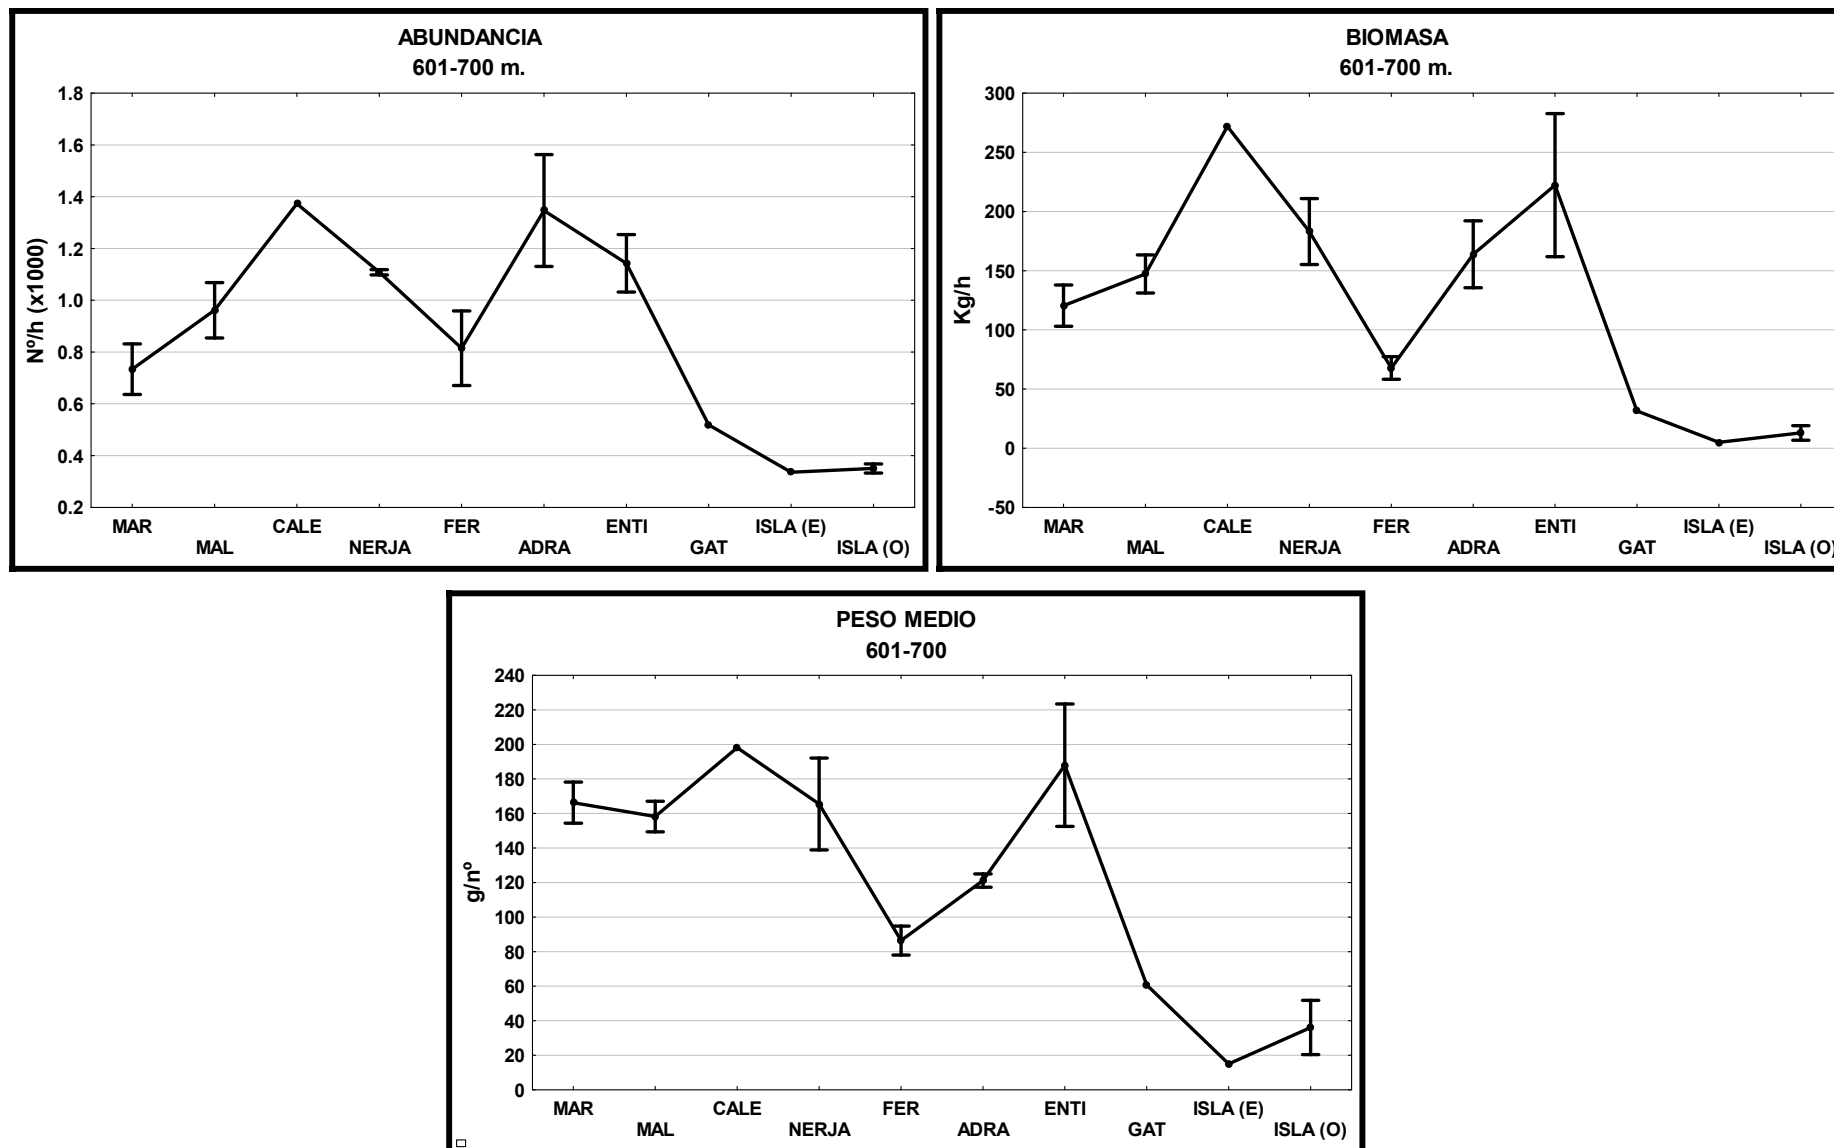 ABUNDANCIA
601-700 m.
1.8
1.6
1.4
1.2
1.0
0.8
0.6
0.4
0.2
Nº/h (x1000)
MAR
CALE
FER
ENTI
ISLA (E)
MAL
NERJA
ADRA
GAT
ISLA (O)
BIOMASA
601-700 m.
300
250
200
150
100
50
0
-50
Kg/h
MAR
CALE
FER
ENTI
ISLA (E)
MAL
NERJA
ADRA
GAT
ISLA (O)
PESO MEDIO
601-700
240
220
200
180
160
140
120
100
80
60
40
20
0
g/nº
MAR
CALE
FER
ENTI
ISLA (E)
MAL
NERJA
ADRA
GAT
ISLA (O)